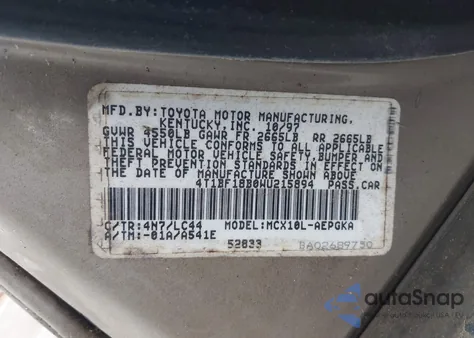 MFD.BY:TOYOTA MOTOR MANUFACTURING,
KENTUCKY, INC. 10/97
GVWR 4550LB GAWR FR 2665LB RR 2665LB
THIS VEHICLE CONFORMS TO ALL APPLICABLE
FEDERAL MOTOR VEHICLE SAFETY, BUMPER, AND
THEFT PREVENTION STANDARDS IN EFFECT ON
THE DATE OF MANUFACTURE SHOWN ABOVE.
4T1BF18B0WU215894 PASS.CAR
C/TR:4N7/LC44 MODEL:MCX10L-AEPGKA
A/TM:-01A/A541E
52833 BA02689750
autoSnap